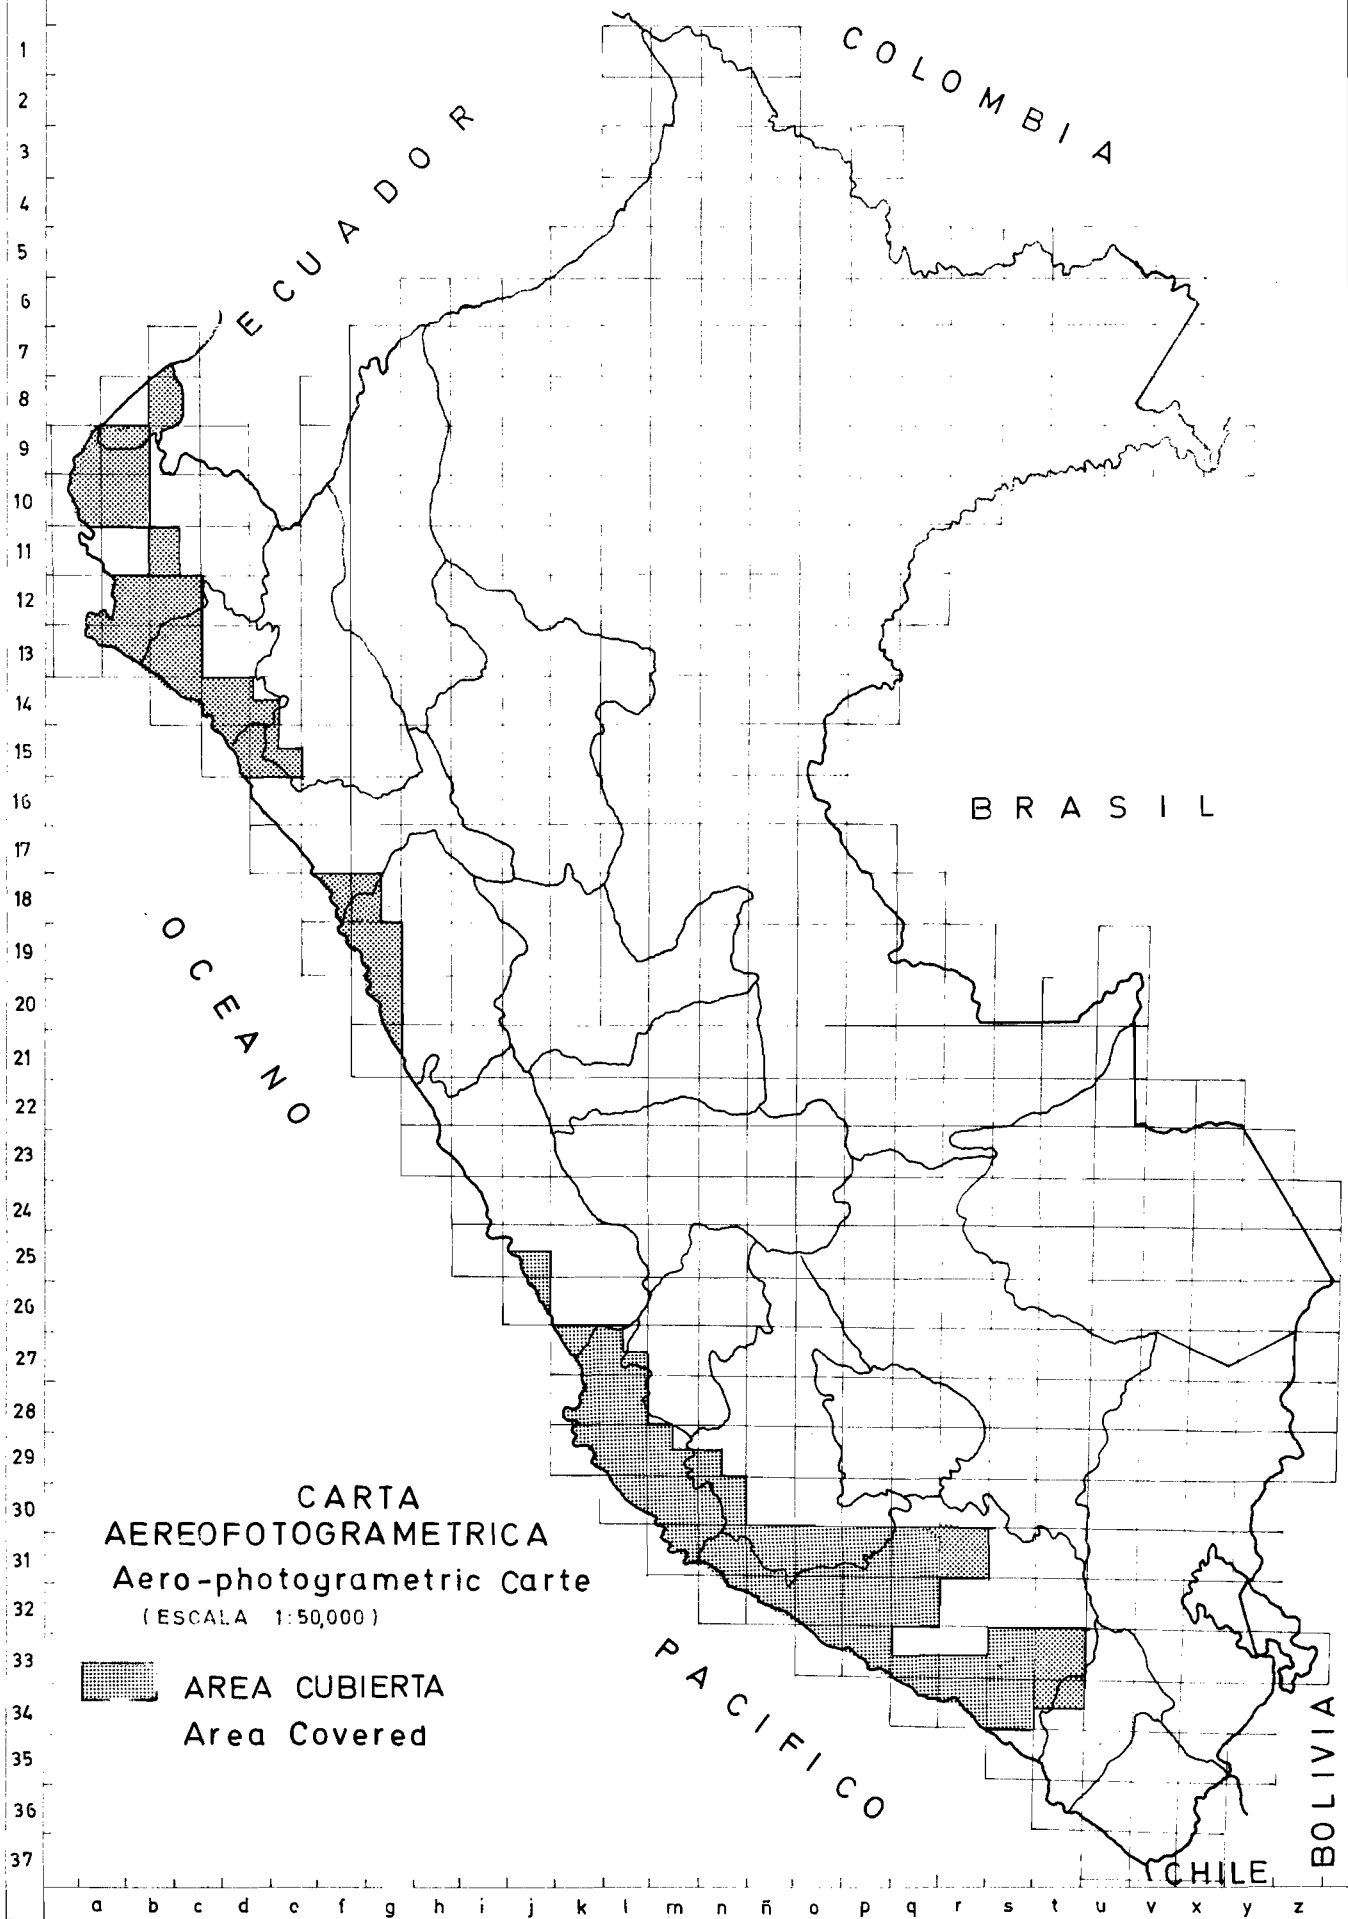 1
2
3
4
5
6
7
8
9
10
11
12
13
14
15
16
17
18
19
20
21
22
23
24
25
26
27
28
29
30
31
32
33
34
35
36
37
COLOMBIA
ECUADOR
BRASIL
OCEANO
PACIFICO
BOLIVIA
CHILE
CARTA
AEREOFOTOGRAMETRICA
Aero-photogrametric Carte
(ESCALA 1:50,000)
AREA CUBIERTA
Area Covered
a b c d e f g h i j k l m n ñ o p q r s t u v x y z